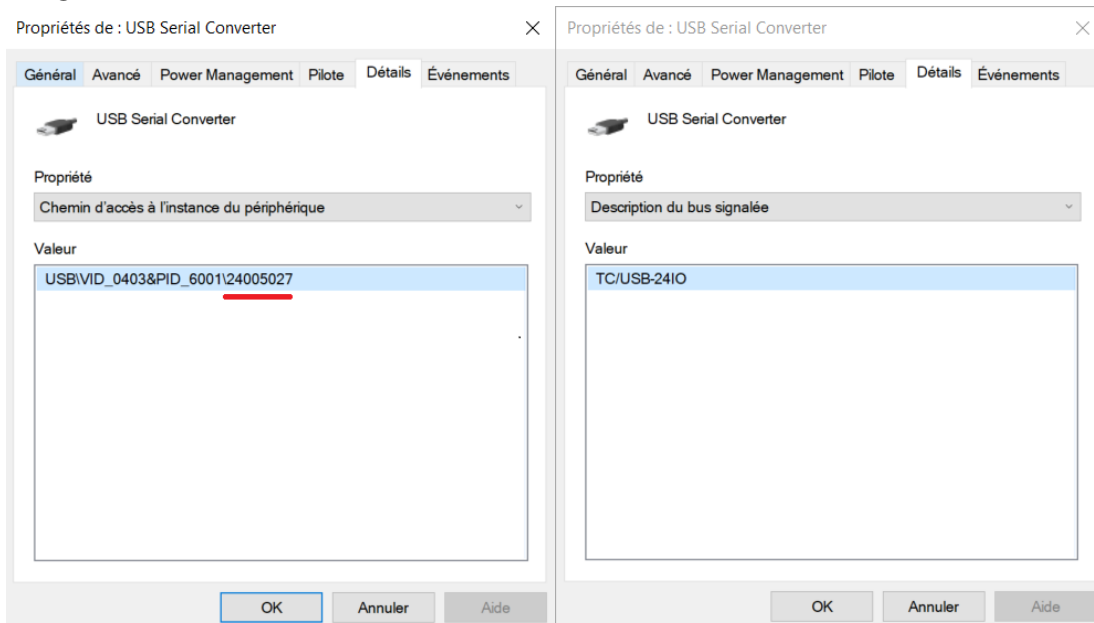 Propriétés de : USB Serial Converter
Général Avancé Power Management Pilote Détails Événements
USB Serial Converter
Propriété
Chemin d'accès à l'instance du périphérique
Valeur
USB\VID_0403&PID_6001\24005027
OK Annuler Aide
Propriétés de : USB Serial Converter
Général Avancé Power Management Pilote Détails Événements
USB Serial Converter
Propriété
Description du bus signalée
Valeur
TC/USB-24IO
OK Annuler Aide